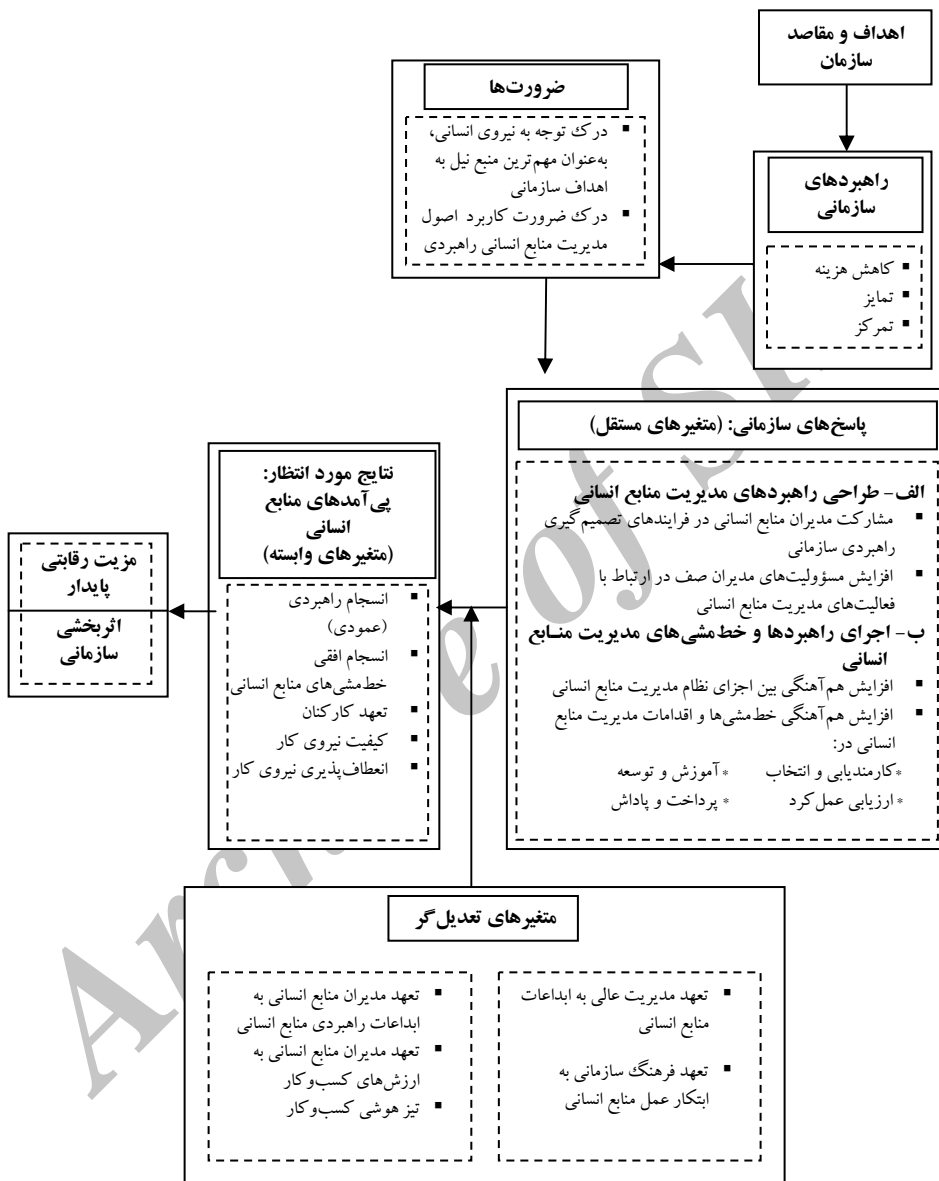 اهداف و مقاصد
سازمان
راهبردهای
سازمانی
▪ کاهش هزینه
▪ تمایز
▪ تمرکز
ضرورت‌ها
▪ درک توجه به نیروی انسانی،
به‌عنوان مهم‌ترین منبع نیل به
اهداف سازمانی
▪ درک ضرورت کاربرد اصول
مدیریت منابع انسانی راهبردی
پاسخ‌های سازمانی: (متغیرهای مستقل)
الف- طراحی راهبردهای مدیریت منابع انسانی
▪ مشارکت مدیران منابع انسانی در فرایندهای تصمیم‌گیری
راهبردی سازمانی
▪ افزایش مسؤولیت‌های مدیران صف در ارتباط با
فعالیت‌های مدیریت منابع انسانی
ب- اجرای راهبردها و خط‌مشی‌های مدیریت منـابع
انسانی
▪ افزایش هم‌آهنگی بین اجزای نظام مدیریت منابع انسانی
▪ افزایش هم‌آهنگی خط‌مشی‌ها و اقدامات مدیریت منابع
انسانی در:
*کارمندیابی و انتخاب * آموزش و توسعه
* ارزیابی عمل‌کرد * پرداخت و پاداش
نتایج مورد انتظار:
پی‌آمدهای منابع
انسانی
(متغیرهای وابسته)
▪ انسجام راهبردی
(عمودی)
▪ انسجام افقی
خط‌مشی‌های منابع انسانی
▪ تعهد کارکنان
▪ کیفیت نیروی کار
▪ انعطاف‌پذیری نیروی کار
مزیت رقابتی
پایدار
اثربخشی
سازمانی
متغیرهای تعدیل‌گر
▪ تعهد مدیریت عالی به ابداعات
منابع انسانی
▪ تعهد فرهنگ سازمانی به
ابتکار عمل منابع انسانی
▪ تعهد مدیران منابع انسانی به
ابداعات راهبردی منابع انسانی
▪ تعهد مدیران منابع انسانی به
ارزش‌های کسب‌وکار
▪ تیز هوشی کسب‌وکار